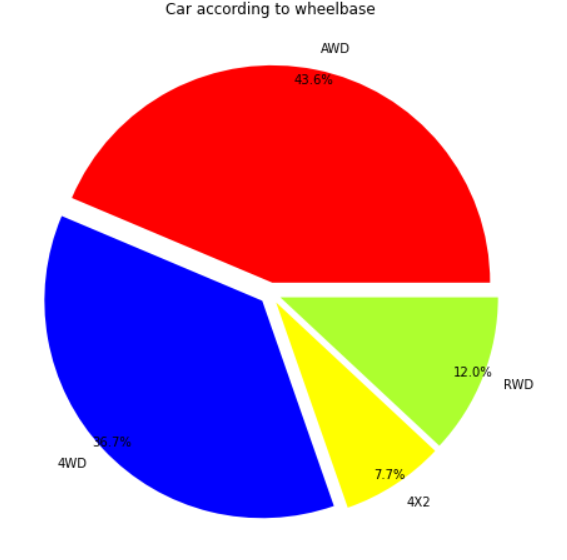 Car according to wheelbase
AWD
43.6%
12.0%
RWD
36.7%
4WD
7.7%
4X2